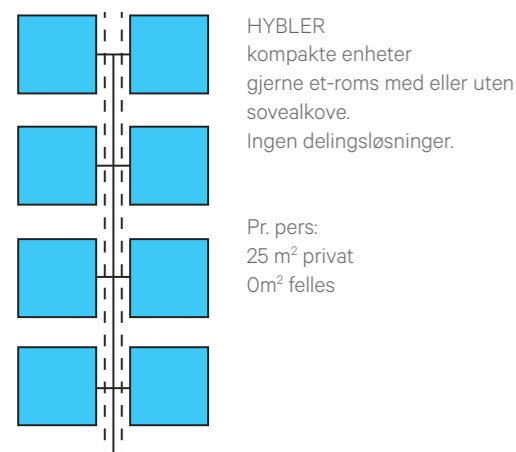 HYBLER
kompakte enheter
gjerne et-roms med eller uten
sovealkove.
Ingen delingsløsninger.
Pr. pers:
25 m² privat
0m² felles